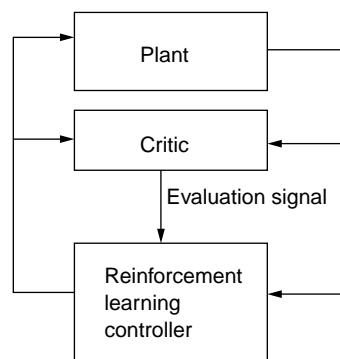 Plant
Critic
Evaluation signal
Reinforcement
learning
controller